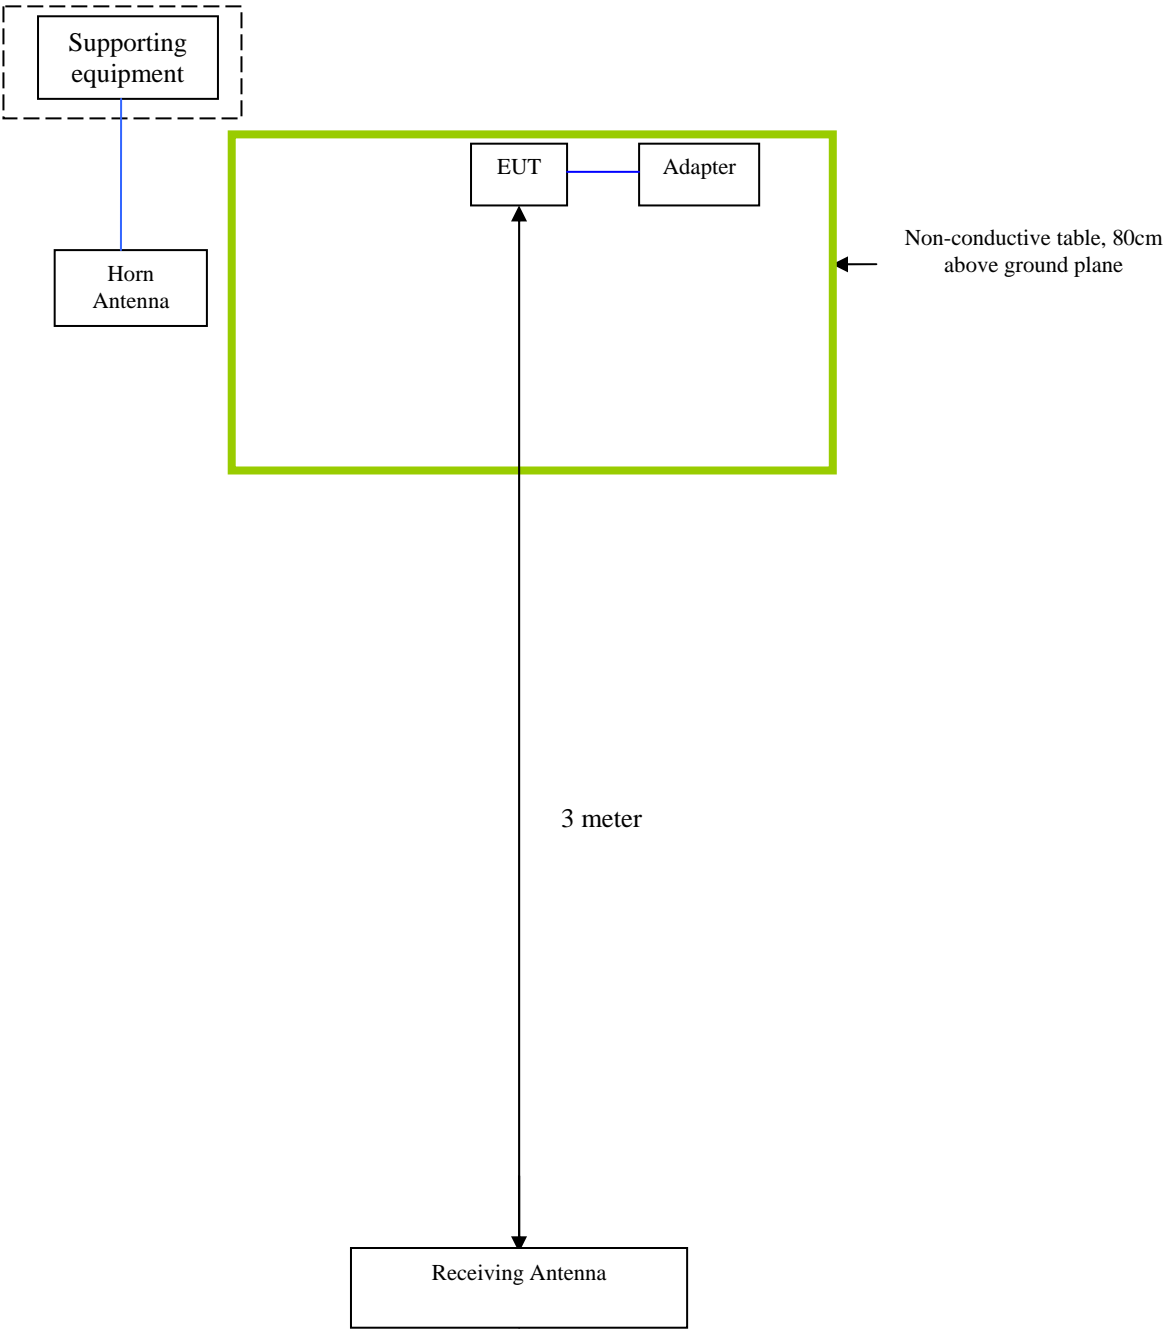 Supporting
equipment
EUT
Adapter
Non-conductive table, 80cm
above ground plane
Horn
Antenna
3 meter
Receiving Antenna